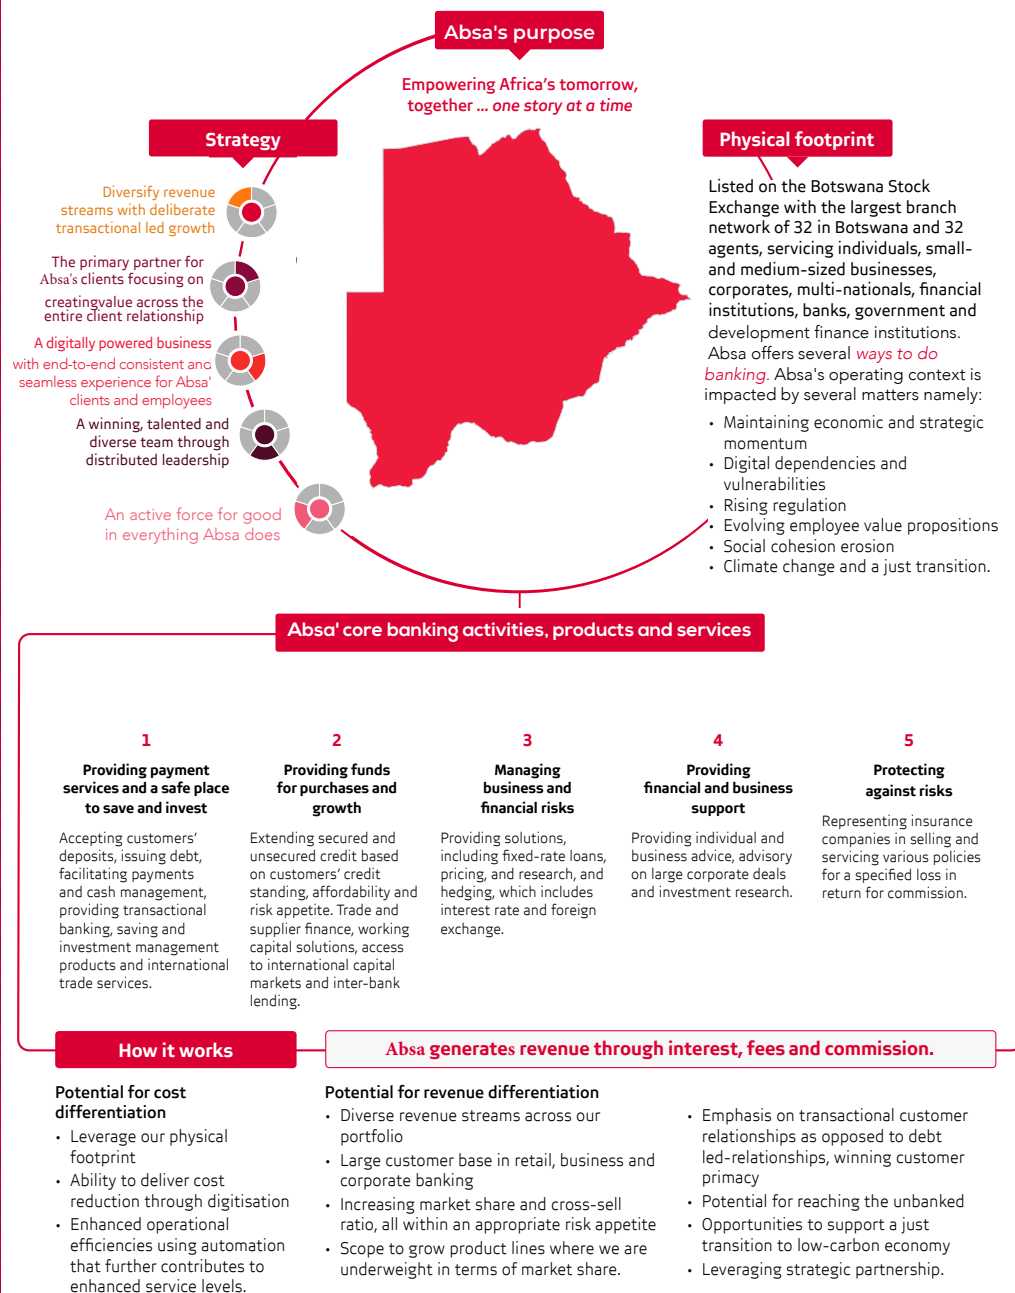 Absa's purpose
Empowering Africa's tomorrow,
together ... one story at a time
Strategy
Diversify revenue
streams with deliberate
transactional led growth
The primary partner for
Absa's clients focusing on
creatingvalue across the
entire client relationship
A digitally powered business
with end-to-end consistent and
seamless experience for Absa'
clients and employees
A winning, talented and
diverse team through
distributed leadership
An active force for good
in everything Absa does
Physical footprint
Listed on the Botswana Stock
Exchange with the largest branch
network of 32 in Botswana and 32
agents, servicing individuals, small-
and medium-sized businesses,
corporates, multi-nationals, financial
institutions, banks, government and
development finance institutions.
Absa offers several ways to do
banking. Absa's operating context is
impacted by several matters namely:
• Maintaining economic and strategic
momentum
• Digital dependencies and
vulnerabilities
• Rising regulation
• Evolving employee value propositions
• Social cohesion erosion
• Climate change and a just transition.
Absa' core banking activities, products and services
1
Providing payment
services and a safe place
to save and invest
Accepting customers'
deposits, issuing debt,
facilitating payments
and cash management,
providing transactional
banking, saving and
investment management
products and international
trade services.
2
Providing funds
for purchases and
growth
Extending secured and
unsecured credit based
on customers' credit
standing, affordability and
risk appetite. Trade and
supplier finance, working
capital solutions, access
to international capital
markets and inter-bank
lending.
3
Managing
business and
financial risks
Providing solutions,
including fixed-rate loans,
pricing, and research, and
hedging, which includes
interest rate and foreign
exchange.
4
Providing
financial and business
support
Providing individual and
business advice, advisory
on large corporate deals
and investment research.
5
Protecting
against risks
Representing insurance
companies in selling and
servicing various policies
for a specified loss in
return for commission.
How it works
Absa generates revenue through interest, fees and commission.
Potential for cost
differentiation
• Leverage our physical
footprint
• Ability to deliver cost
reduction through digitisation
• Enhanced operational
efficiencies using automation
that further contributes to
enhanced service levels.
Potential for revenue differentiation
• Diverse revenue streams across our
portfolio
• Large customer base in retail, business and
corporate banking
• Increasing market share and cross-sell
ratio, all within an appropriate risk appetite
• Scope to grow product lines where we are
underweight in terms of market share.
• Emphasis on transactional customer
relationships as opposed to debt
led-relationships, winning customer
primacy
• Potential for reaching the unbanked
• Opportunities to support a just
transition to low-carbon economy
• Leveraging strategic partnership.